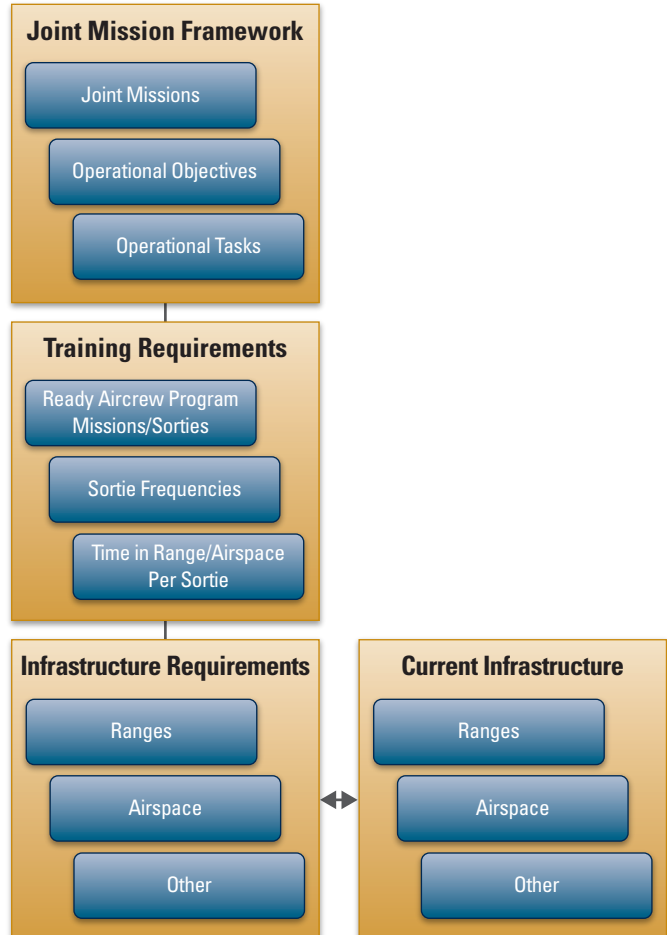 Joint Mission Framework
Joint Missions
Operational Objectives
Operational Tasks
Training Requirements
Ready Aircrew Program
Missions/Sorties
Sortie Frequencies
Time in Range/Airspace
Per Sortie
Infrastructure Requirements
Ranges
Airspace
Other
Current Infrastructure
Ranges
Airspace
Other